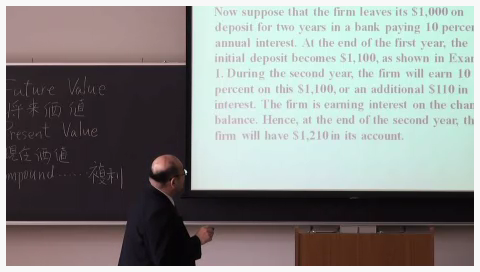 Future Value
将来価値
Present Value
現在価値
ompound ..... 複利
Now suppose that the firm leaves its $1,000 on
deposit for two years in a bank paying 10 percen
annual interest. At the end of the first year, the
initial deposit becomes $1,100, as shown in Exam
1. During the second year, the firm will earn 10
percent on this $1,100, or an additional $110 in
interest. The firm is earning interest on the chan
balance. Hence, at the end of the second year, th
firm will have $1,210 in its account.